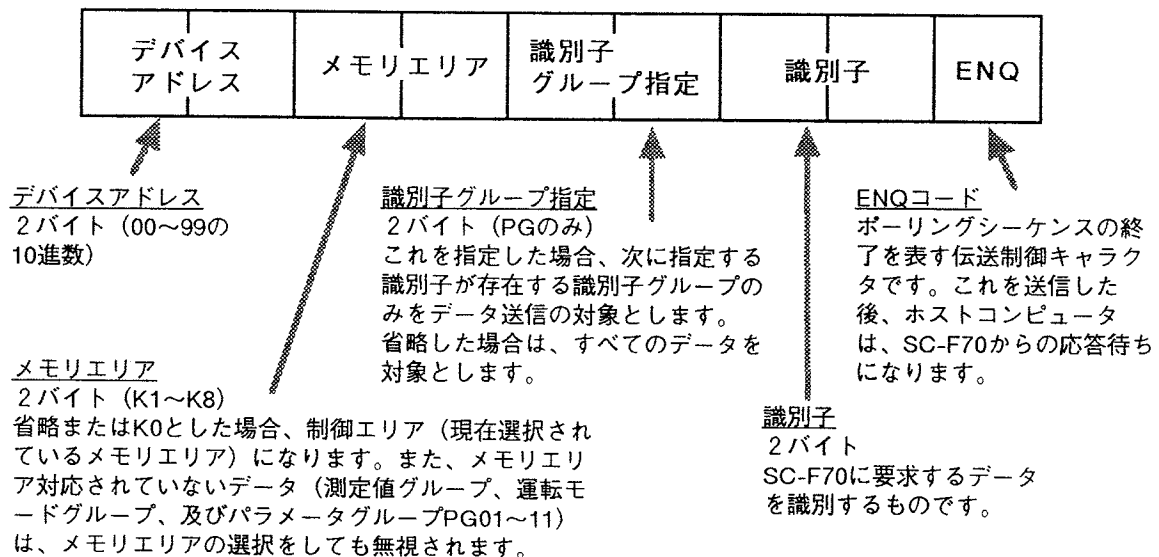 デバイス
アドレス
メモリエリア
識別子
グループ指定
識別子
ENQ
デバイスアドレス
2バイト（00～99の
10進数）
識別子グループ指定
2バイト（PGのみ）
これを指定した場合、次に指定する
識別子が存在する識別子グループの
みをデータ送信の対象とします。
省略した場合は、すべてのデータを
対象とします。
ENQコード
ポーリングシーケンスの終
了を表す伝送制御キャラク
タです。これを送信した
後、ホストコンピュータ
は、SC-F70からの応答待ち
になります。
メモリエリア
2バイト（K1～K8）
省略またはK0とした場合、制御エリア（現在選択され
ているメモリエリア）になります。また、メモリエリ
ア対応されていないデータ（測定値グループ、運転モ
ードグループ、及びパラメータグループPG01～11）
は、メモリエリアの選択をしても無視されます。
識別子
2バイト
SC-F70に要求するデータ
を識別するものです。